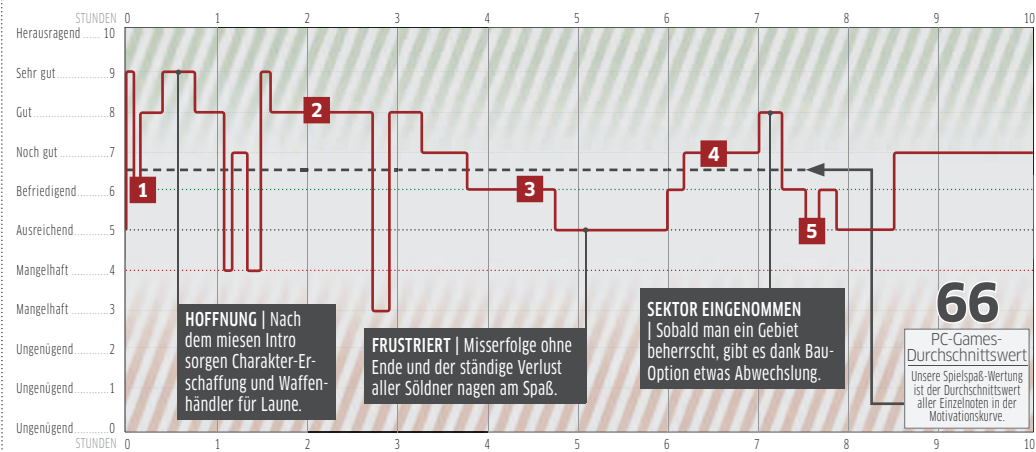 STUNDEN 0 1 2 3 4 5 6 7 8 9 10
Herausragend ...... 10
Sehr gut ................ 9
Gut ....................... 8
Noch gut ............... 7
Befriedigend ......... 6
Ausreichend .......... 5
Mangelhaft ........... 4
Mangelhaft ........... 3
Ungenügend .......... 2
Ungenügend .......... 1
Ungenügend .......... 0
STUNDEN 0 1 2 3 4 5 6 7 8 9 10
1
2
3
4
5
HOFFNUNG | Nach
dem miesen Intro
sorgen Charakter-Er-
schaffung und Waffen-
händler für Laune.
FRUSTRIERT | Misserfolge ohne
Ende und der ständige Verlust
aller Söldner nagen am Spaß.
SEKTOR EINGENOMMEN
| Sobald man ein Gebiet
beherrscht, gibt es dank Bau-
Option etwas Abwechslung.
66
PC-Games-
Durchschnittswert
Unsere Spielspaß-Wertung
ist der Durchschnittswert
aller Einzelnoten in der
Motivationskurve.